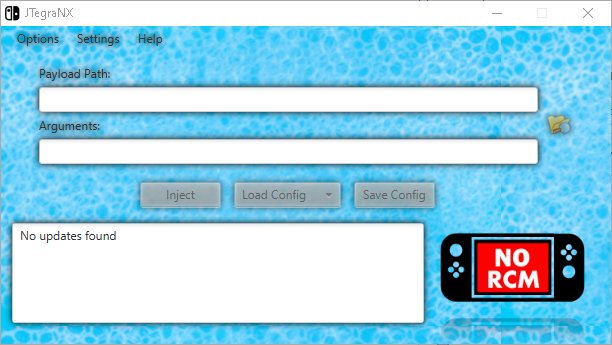 JTegraNX
Options Settings Help
Payload Path:
Arguments:
Inject Load Config Save Config
No updates found
NO
RCM